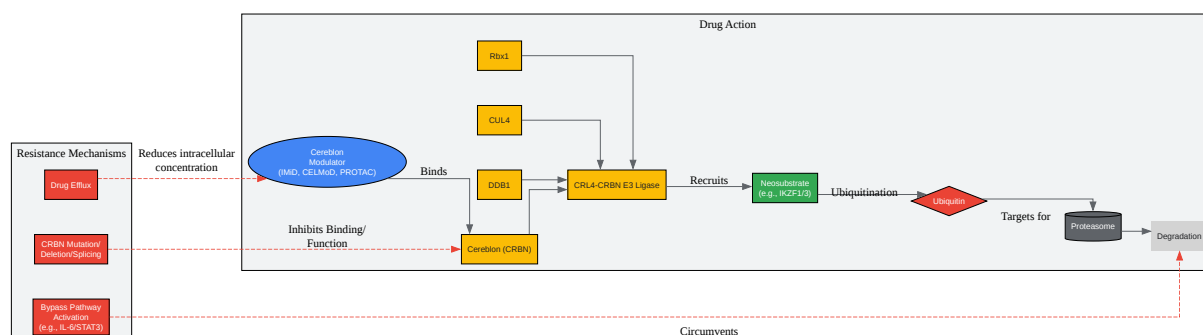 Drug Action
Rbx1
CUL4
Resistance Mechanisms
Reduces intracellular
concentration
Cereblon
Modulator
(IMiD, CELMoD, PROTAC)
Binds
Drug Efflux
DDB1
CRL4-CRBN E3 Ligase
Recruits
Neosubstrate
(e.g., IKZF1/3)
Ubiquitination
Ubiquitin
Targets for
Proteasome
Degradation
CRBN Mutation/
Deletion/Splicing
Inhibits Binding/
Function
Cereblon (CRBN)
Bypass Pathway
Activation
(e.g., IL-6/STAT3)
Circumvents